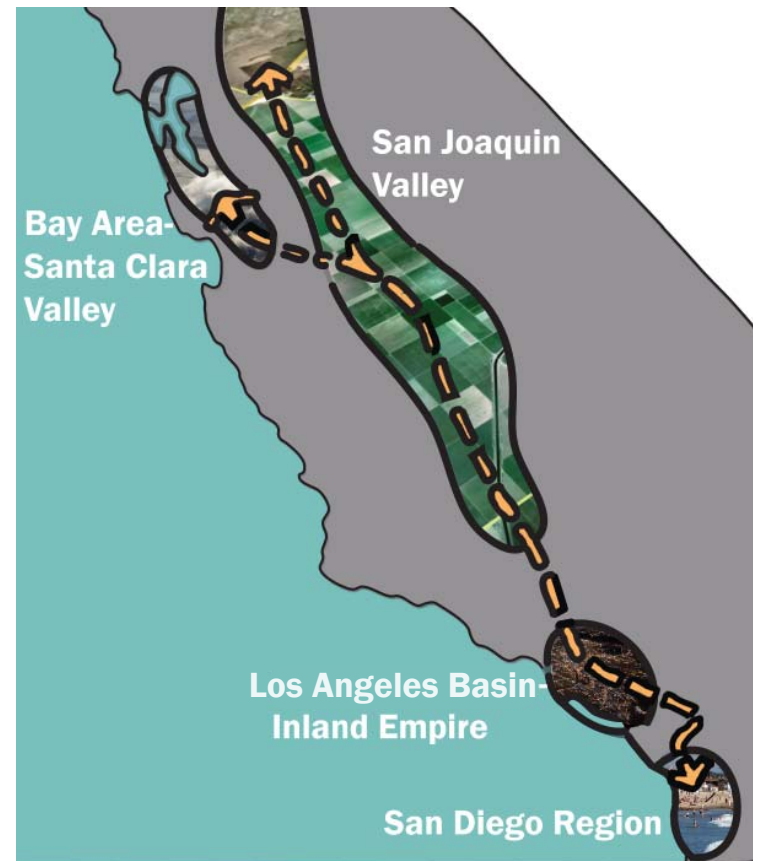 San Joaquin
Valley
Bay Area-
Santa Clara
Valley
Los Angeles Basin-
Inland Empire
San Diego Region